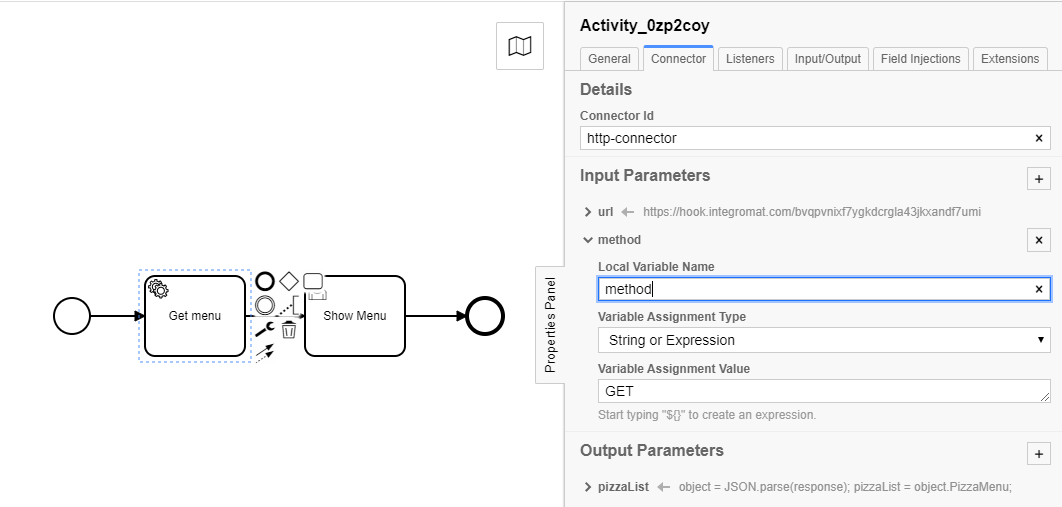 Get menu
Show Menu
Properties Panel
Activity_0zp2coy
General Connector Listeners Input/Output Field Injections Extensions
Details
Connector Id
http-connector ×
Input Parameters +
url https://hook.integromat.com/bvqpvnixf7ygkdcrgla43jkxandf7umi
method ×
Local Variable Name
method ×
Variable Assignment Type
String or Expression
Variable Assignment Value
GET
Start typing "${}" to create an expression.
Output Parameters +
pizzaList object = JSON.parse(response); pizzaList = object.PizzaMenu;